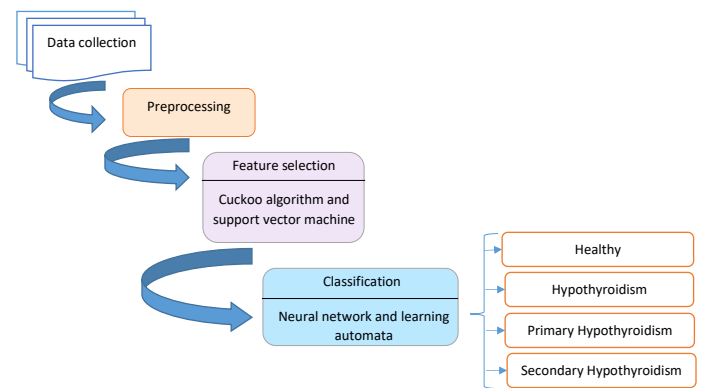 Data collection
Preprocessing
Feature selection
Cuckoo algorithm and
support vector machine
Classification
Neural network and learning
automata
Healthy
Hypothyroidism
Primary Hypothyroidism
Secondary Hypothyroidism